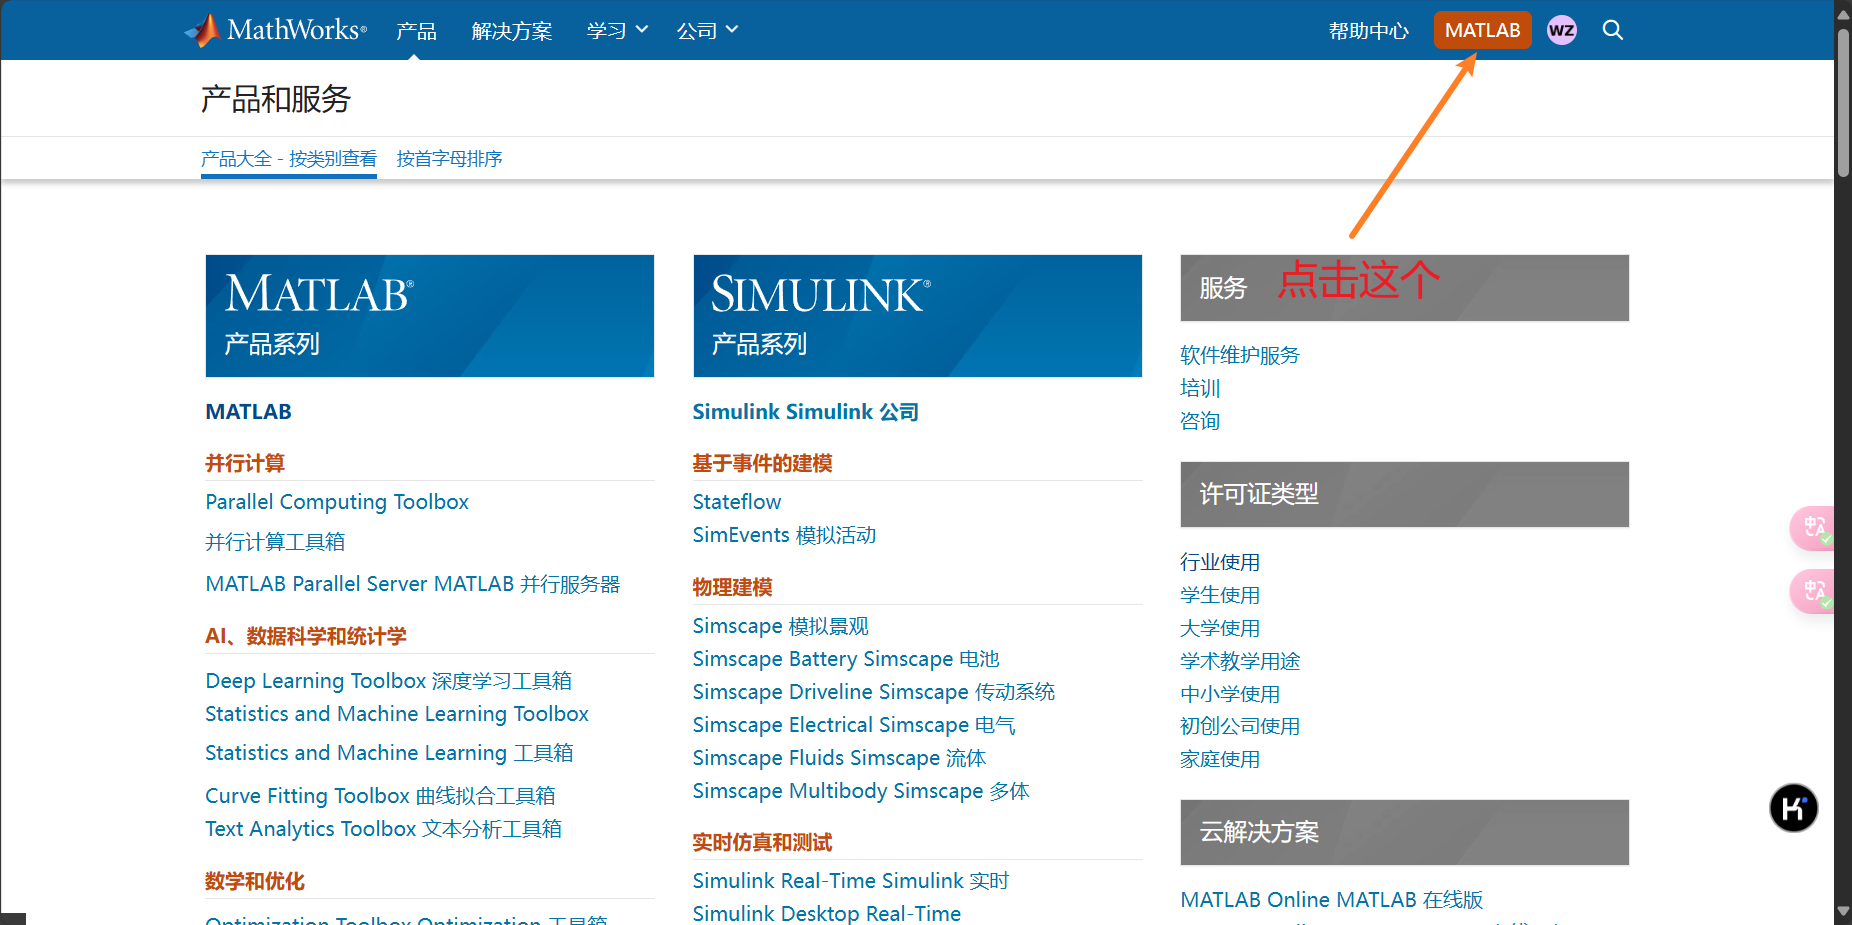 MathWorks®
产品
解决方案
学习
公司
帮助中心
MATLAB
WZ
产品和服务
产品大全 - 按类别查看
按首字母排序
MATLAB®
产品系列
MATLAB
并行计算
Parallel Computing Toolbox
并行计算工具箱
MATLAB Parallel Server MATLAB 并行服务器
AI、数据科学和统计学
Deep Learning Toolbox 深度学习工具箱
Statistics and Machine Learning Toolbox
Statistics and Machine Learning 工具箱
Curve Fitting Toolbox 曲线拟合工具箱
Text Analytics Toolbox 文本分析工具箱
数学和优化
Optimization Toolbox Optimization 工具箱
SIMULINK®
产品系列
Simulink Simulink 公司
基于事件的建模
Stateflow
SimEvents 模拟活动
物理建模
Simscape 模拟景观
Simscape Battery Simscape 电池
Simscape Driveline Simscape 传动系统
Simscape Electrical Simscape 电气
Simscape Fluids Simscape 流体
Simscape Multibody Simscape 多体
实时仿真和测试
Simulink Real-Time Simulink 实时
Simulink Desktop Real-Time
服务
点击这个
软件维护服务
培训
咨询
许可证类型
行业使用
学生使用
大学使用
学术教学用途
中小学使用
初创公司使用
家庭使用
云解决方案
MATLAB Online MATLAB 在线版